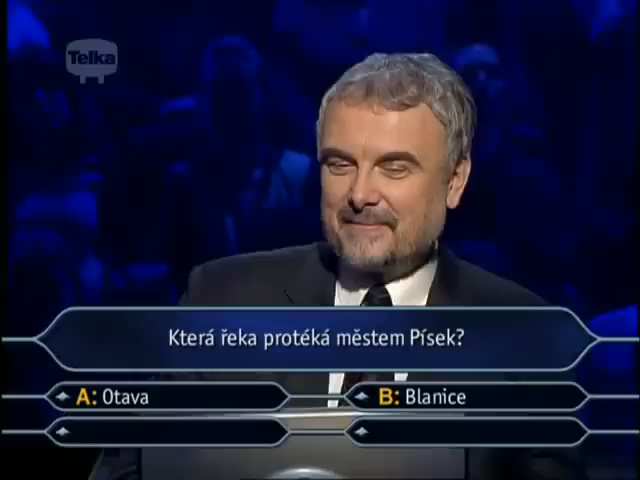 Telka
Která řeka protéká městem Písek?
A: Otava
B: Blanice